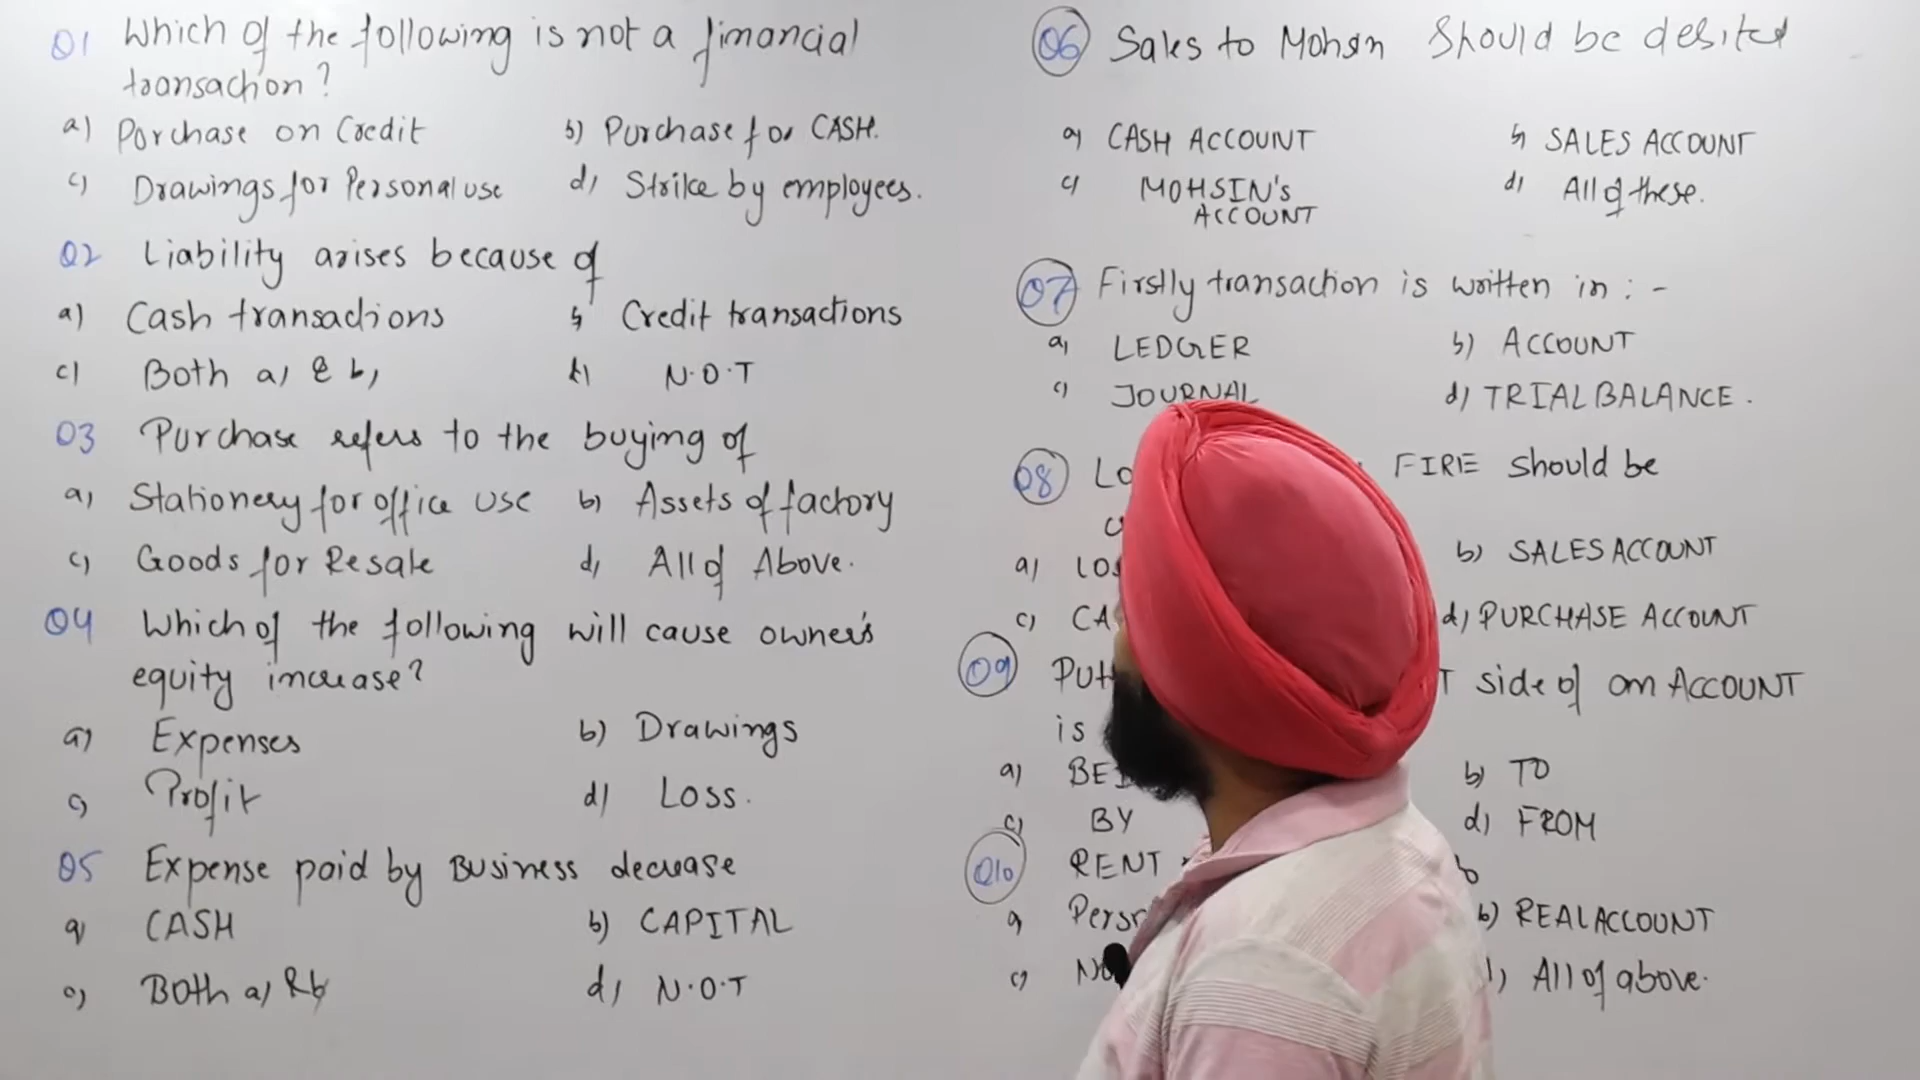 Q1 Which of the following is not a financial
transaction?
a) Purchase on Credit b) Purchase for CASH.
c) Drawings for Personal use d) Strike by employees.
Q2 Liability arises because of
a) Cash transactions b) Credit transactions
c) Both a) & b) d) N.O.T
Q3 Purchase refers to the buying of
a) Stationery for office use b) Assets of factory
c) Goods for Resale d) All of Above.
Q4 Which of the following will cause owner's
equity increase?
a) Expenses b) Drawings
c) Profit d) Loss.
Q5 Expense paid by Business decrease
a) CASH b) CAPITAL
c) Both a) & b) d) N.O.T
Q6 Sales to Mohsin Should be debited
a) CASH ACCOUNT b) SALES ACCOUNT
c) MOHSIN's d) All of these.
ACCOUNT
Q7 Firstly transaction is written in :-
a) LEDGER b) ACCOUNT
c) JOURNAL d) TRIAL BALANCE.
Q8 FIRE should be
a) b) SALES ACCOUNT
c) d) PURCHASE ACCOUNT
Q9 side of an ACCOUNT
is
a) b) TO
c) BY d) FROM
Q10 RENT
a) b) REAL ACCOUNT
c) d) All of above.